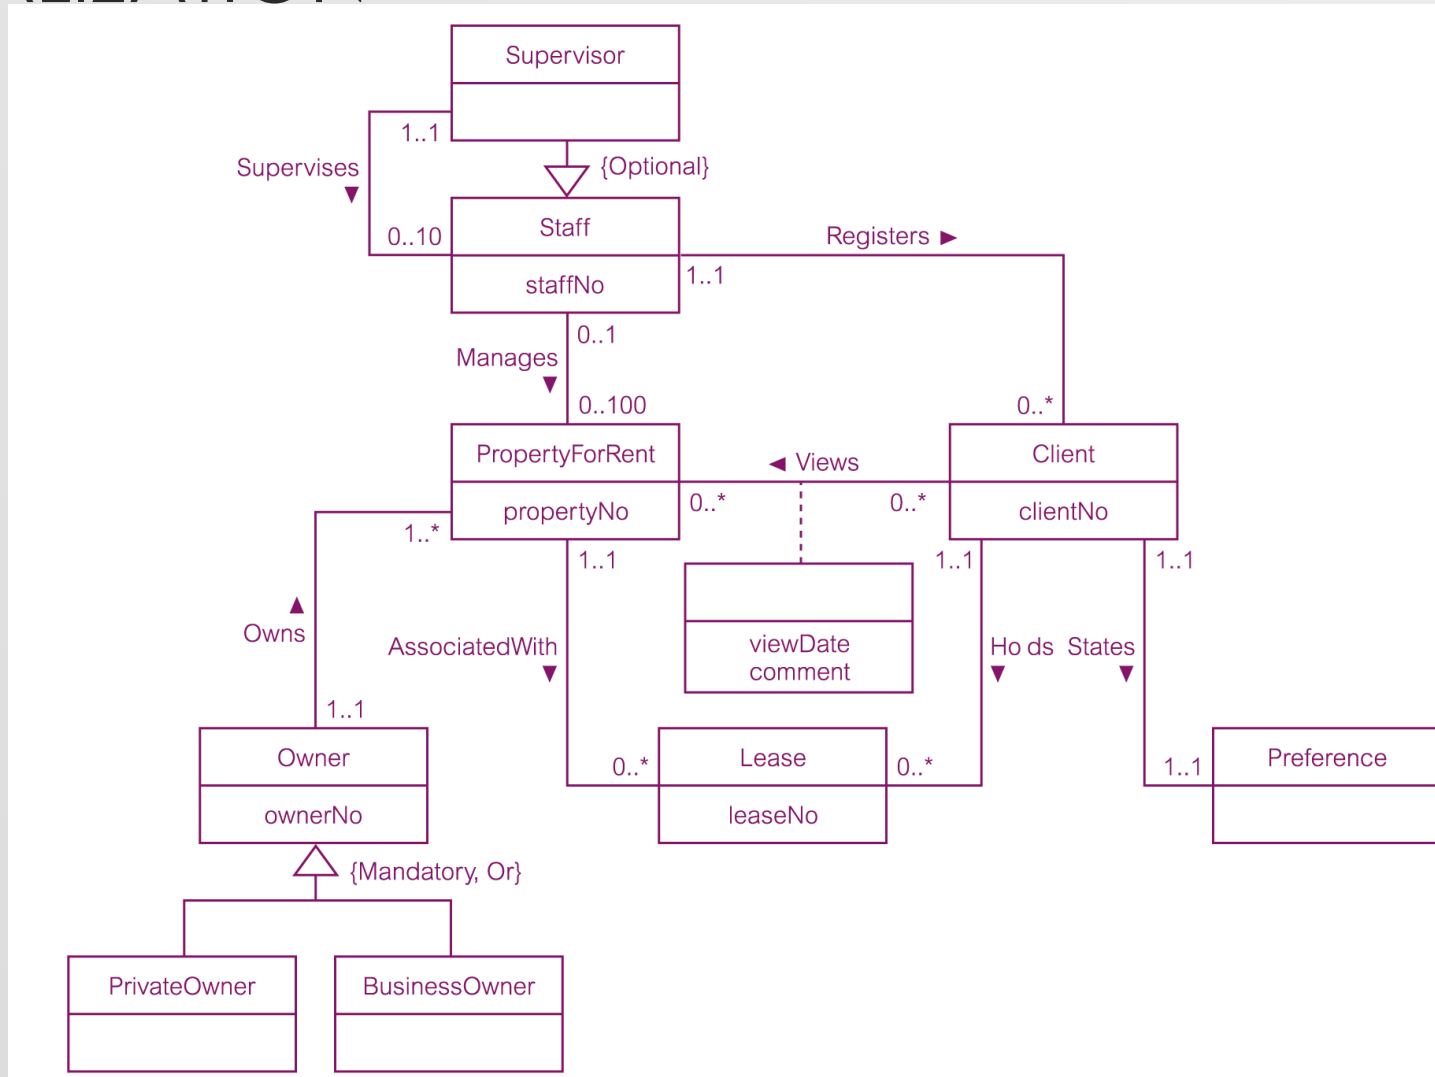 Supervisor
1..1
Supervises
{Optional}
0..10
Staff
staffNo
Registers
1..1
0..1
Manages
0..100
0..*
PropertyForRent
propertyNo
Views
0..*
0..*
Client
clientNo
1..*
1..1
1..1
1..1
viewDate
comment
Owns
AssociatedWith
Ho ds
States
1..1
Owner
ownerNo
0..*
Lease
leaseNo
0..*
1..1
Preference
{Mandatory, Or}
PrivateOwner
BusinessOwner